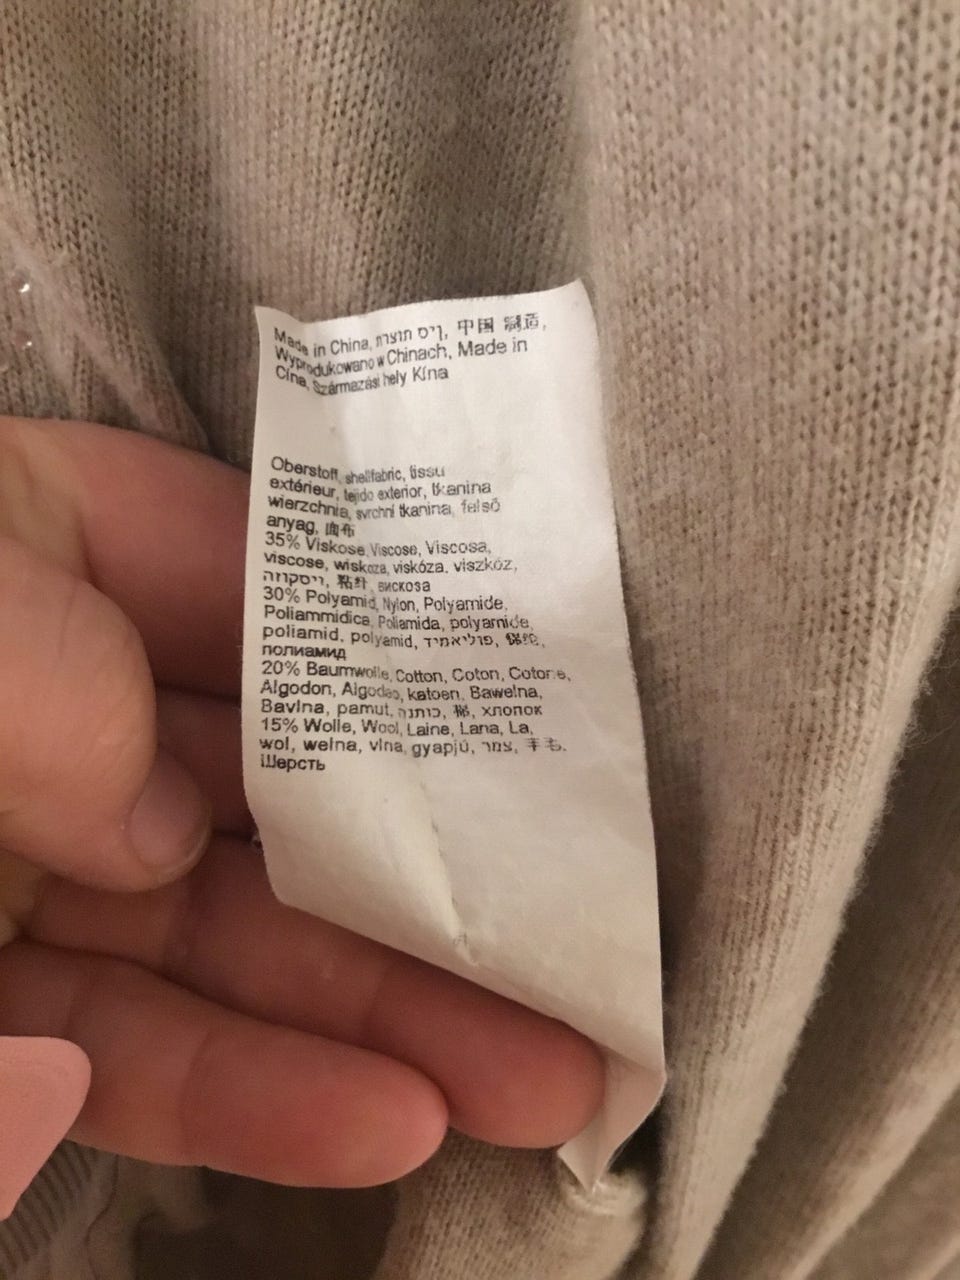 Made in China, תוצרת סין, 中国 制造,
Wyprodukowano w Chinach, Made in
Cína, Származási hely Kína
Oberstoff, shellfabric, tissu
extérieur, tejido exterior, tkanina
wierzchnia, svrchní tkanina, felső
anyag, 面布
35% Viskose, Viscose, Viscosa,
viscose, wiskoza, viskóza, viszkóz,
ויסקוזה, 粘纤, вискоза
30% Polyamid, Nylon, Polyamide,
Poliammidica, Poliamida, polyamide,
poliamid, polyamid, פוליאמיד, 锦纶,
полиамид
20% Baumwolle, Cotton, Coton, Cotone,
Algodon, Algodao, katoen, Bawelna,
Bavlna, pamut, כותנה, 棉, хлопок
15% Wolle, Wool, Laine, Lana, La,
wol, welna, vlna, gyapjú, צמר, 羊毛,
Шерсть